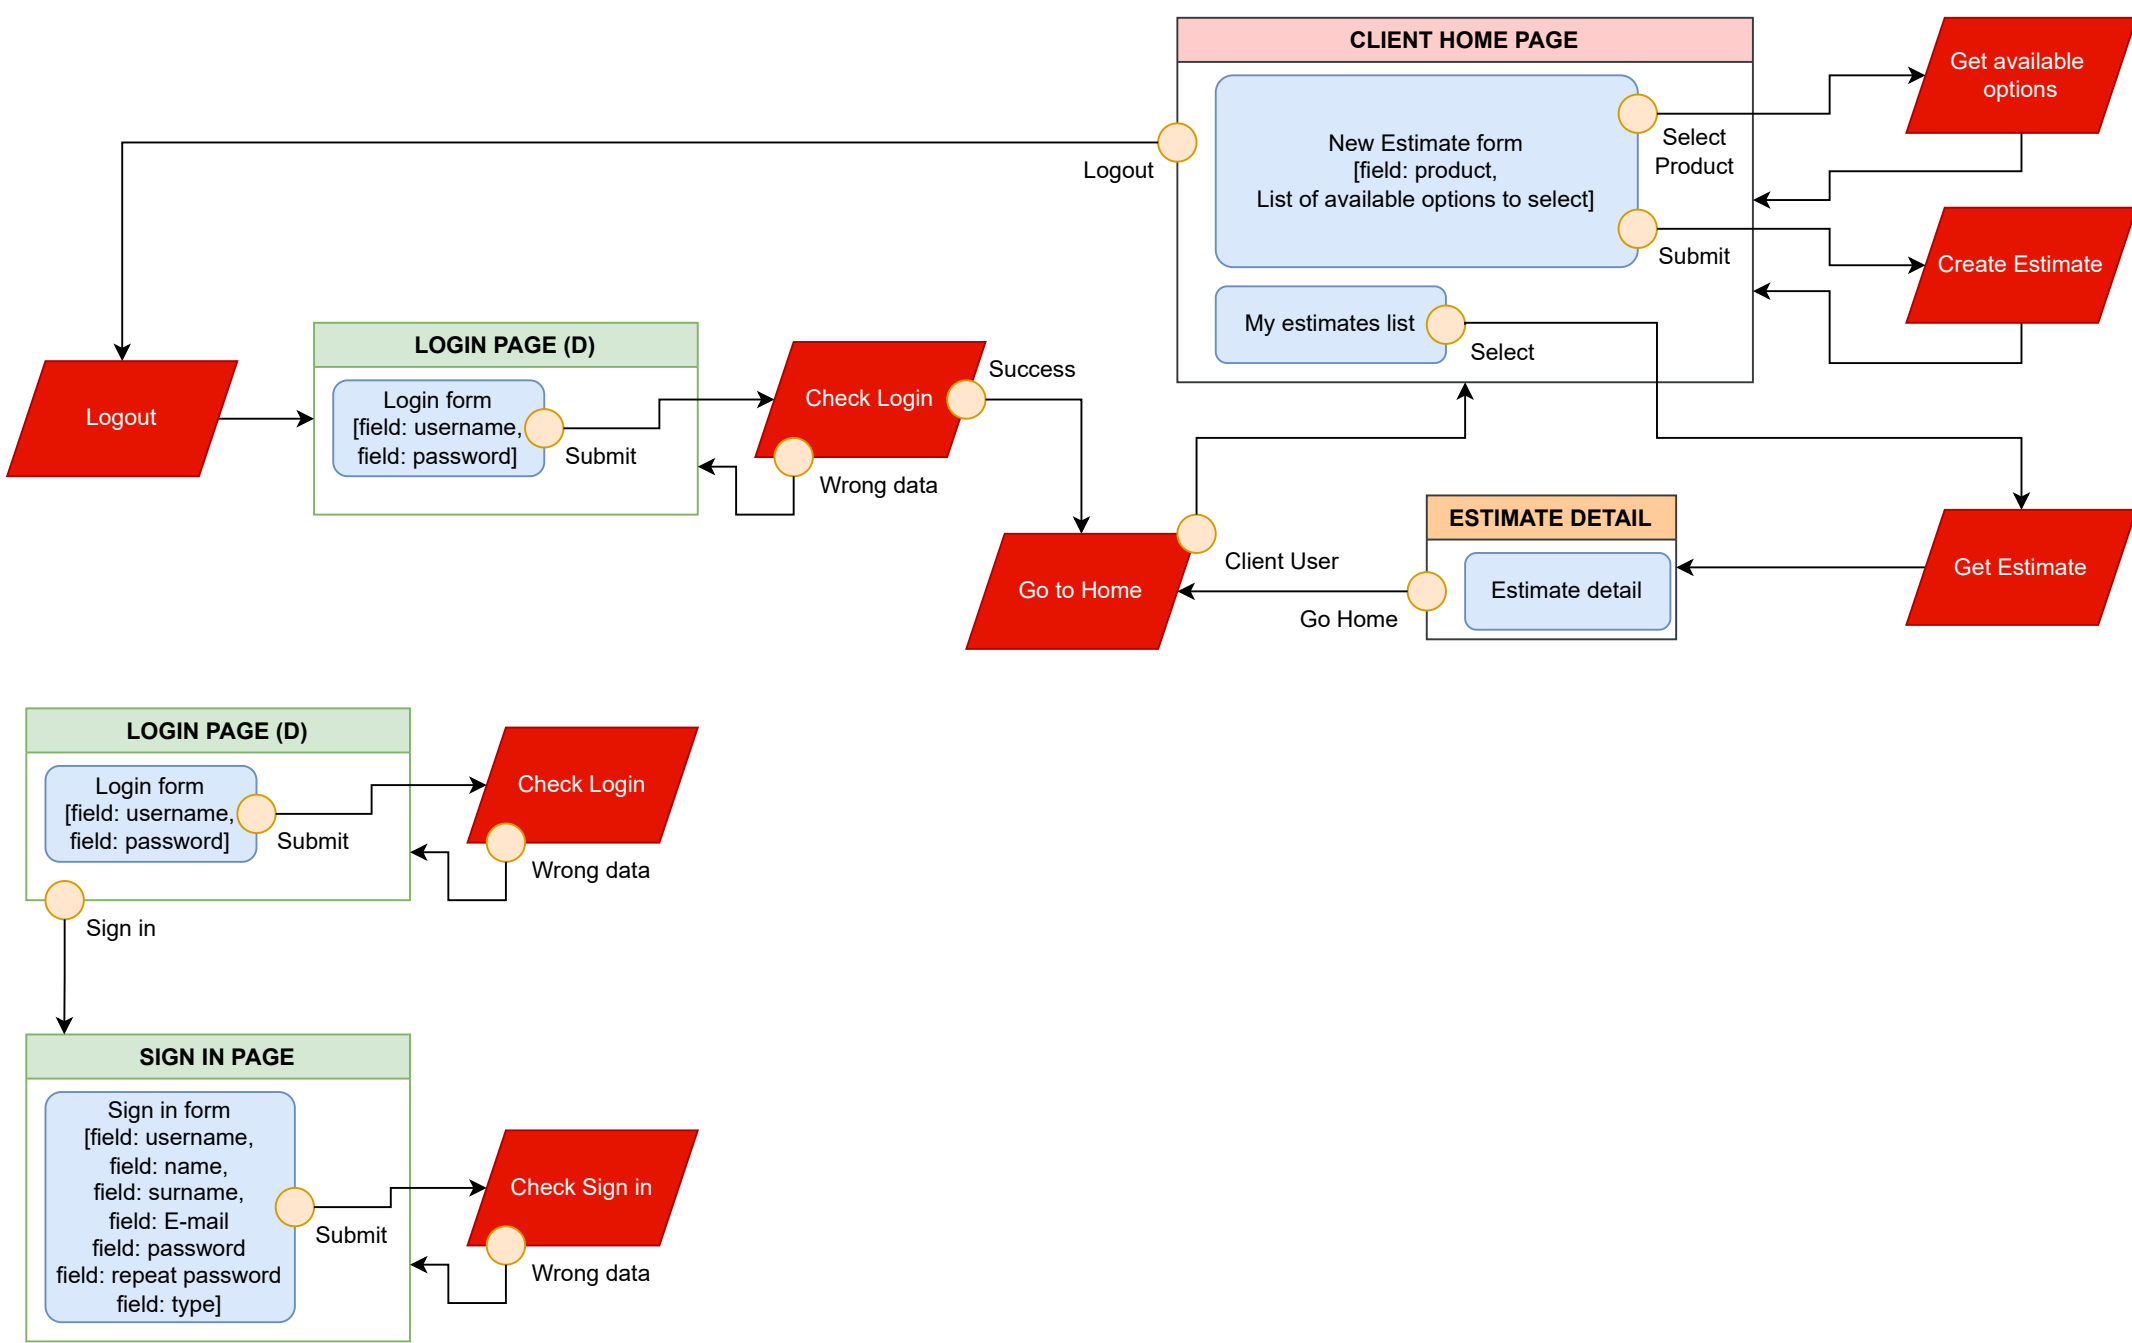 CLIENT HOME PAGE
Get available
options
New Estimate form
[field: product,
List of available options to select]
Select
Product
Logout
Submit
Create Estimate
My estimates list
Select
LOGIN PAGE (D)
Login form
[field: username,
field: password]
Submit
Logout
Check Login
Success
Wrong data
ESTIMATE DETAIL
Estimate detail
Get Estimate
Client User
Go to Home
Go Home
LOGIN PAGE (D)
Login form
[field: username,
field: password]
Submit
Check Login
Wrong data
Sign in
SIGN IN PAGE
Sign in form
[field: username,
field: name,
field: surname,
field: E-mail
field: password
field: repeat password
field: type]
Submit
Check Sign in
Wrong data